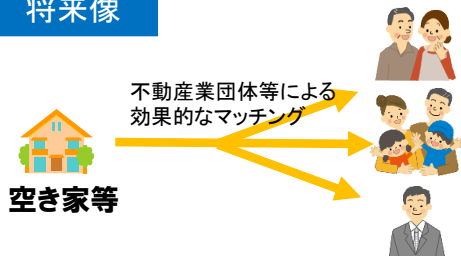 将来像
不動産業団体等による
効果的なマッチング
空き家等